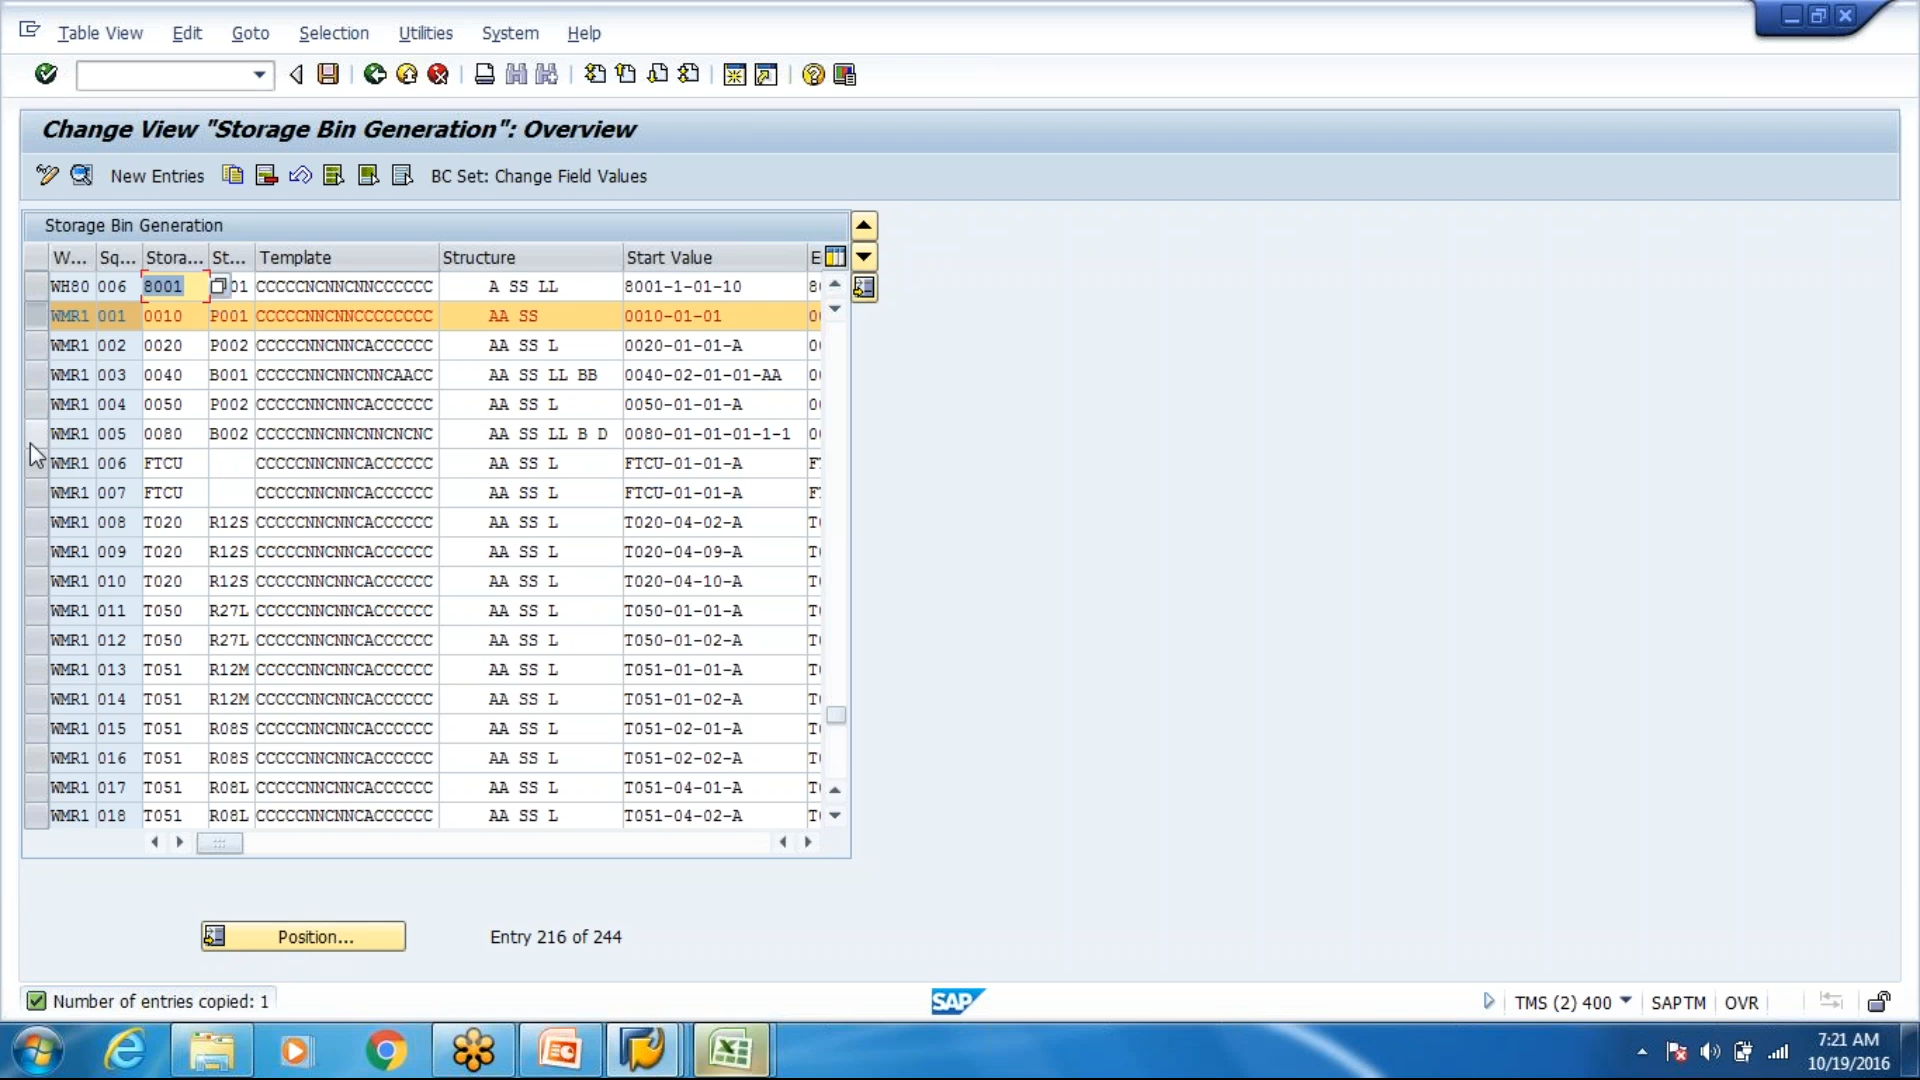 Table View Edit Goto Selection Utilities System Help
Change View "Storage Bin Generation": Overview
New Entries BC Set: Change Field Values
Storage Bin Generation
W... Sq... Stora... St... Template Structure Start Value E
WH80 006 8001 01 CCCCCNCNNCNNCCCCCC A SS LL 8001-1-01-10 8
WMR1 001 0010 P001 CCCCCNNCNNCCCCCCCC AA SS 0010-01-01 0
WMR1 002 0020 P002 CCCCCNNCNNCACCCCCC AA SS L 0020-01-01-A 0
WMR1 003 0040 B001 CCCCCNNCNNCNNCAACC AA SS LL BB 0040-02-01-01-AA 0
WMR1 004 0050 P002 CCCCCNNCNNCACCCCCC AA SS L 0050-01-01-A 0
WMR1 005 0080 B002 CCCCCNNCNNCNNCNCNC AA SS LL B D 0080-01-01-01-1-1 0
WMR1 006 FTCU CCCCCNNCNNCACCCCCC AA SS L FTCU-01-01-A F
WMR1 007 FTCU CCCCCNNCNNCACCCCCC AA SS L FTCU-01-01-A F
WMR1 008 T020 R12S CCCCCNNCNNCACCCCCC AA SS L T020-04-02-A T
WMR1 009 T020 R12S CCCCCNNCNNCACCCCCC AA SS L T020-04-09-A T
WMR1 010 T020 R12S CCCCCNNCNNCACCCCCC AA SS L T020-04-10-A T
WMR1 011 T050 R27L CCCCCNNCNNCACCCCCC AA SS L T050-01-01-A T
WMR1 012 T050 R27L CCCCCNNCNNCACCCCCC AA SS L T050-01-02-A T
WMR1 013 T051 R12M CCCCCNNCNNCACCCCCC AA SS L T051-01-01-A T
WMR1 014 T051 R12M CCCCCNNCNNCACCCCCC AA SS L T051-01-02-A T
WMR1 015 T051 R08S CCCCCNNCNNCACCCCCC AA SS L T051-02-01-A T
WMR1 016 T051 R08S CCCCCNNCNNCACCCCCC AA SS L T051-02-02-A T
WMR1 017 T051 R08L CCCCCNNCNNCACCCCCC AA SS L T051-04-01-A T
WMR1 018 T051 R08L CCCCCNNCNNCACCCCCC AA SS L T051-04-02-A T
Position... Entry 216 of 244
Number of entries copied: 1 SAP TMS (2) 400 SAPTM OVR
7:21 AM
10/19/2016